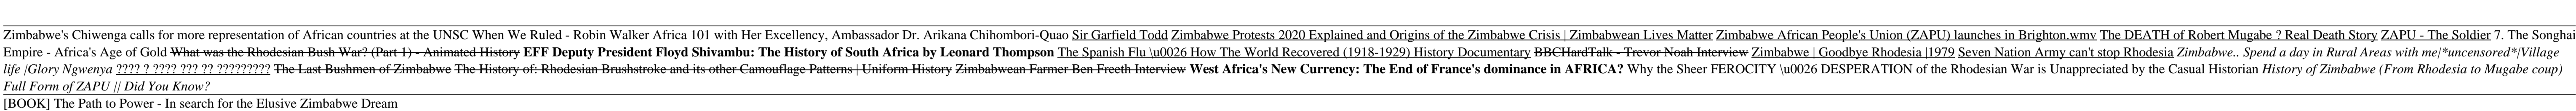 Zimbabwe's Chiwenga calls for more representation of African countries at the UNSC When We Ruled - Robin Walker Africa 101 with Her Excellency, Ambassador Dr. Arikana Chihombori-Quao Sir Garfield Todd Zimbabwe Protests 2020 Explained and Origins of the Zimbabwe Crisis | Zimbabwean Lives Matter Zimbabwe African People's Union (ZAPU) launches in Brighton.wmv The DEATH of Robert Mugabe ? Real Death Story ZAPU - The Soldier 7. The Songhai
Empire - Africa's Age of Gold What was the Rhodesian Bush War? (Part 1) - Animated History EFF Deputy President Floyd Shivambu: The History of South Africa by Leonard Thompson The Spanish Flu \u0026 How The World Recovered (1918-1929) History Documentary BBCHardTalk - Trevor Noah Interview Zimbabwe | Goodbye Rhodesia |1979 Seven Nation Army can't stop Rhodesia Zimbabwe.. Spend a day in Rural Areas with me|*uncensored*|Village
life |Glory Ngwenya ???? ? ???? ??? ?? ????????? The Last Bushmen of Zimbabwe The History of: Rhodesian Brushstroke and its other Camouflage Patterns | Uniform History Zimbabwean Farmer Ben Freeth Interview West Africa's New Currency: The End of France's dominance in AFRICA? Why the Sheer FEROCITY \u0026 DESPERATION of the Rhodesian War is Unappreciated by the Casual Historian History of Zimbabwe (From Rhodesia to Mugabe coup)
Full Form of ZAPU || Did You Know?
[BOOK] The Path to Power - In search for the Elusive Zimbabwe Dream